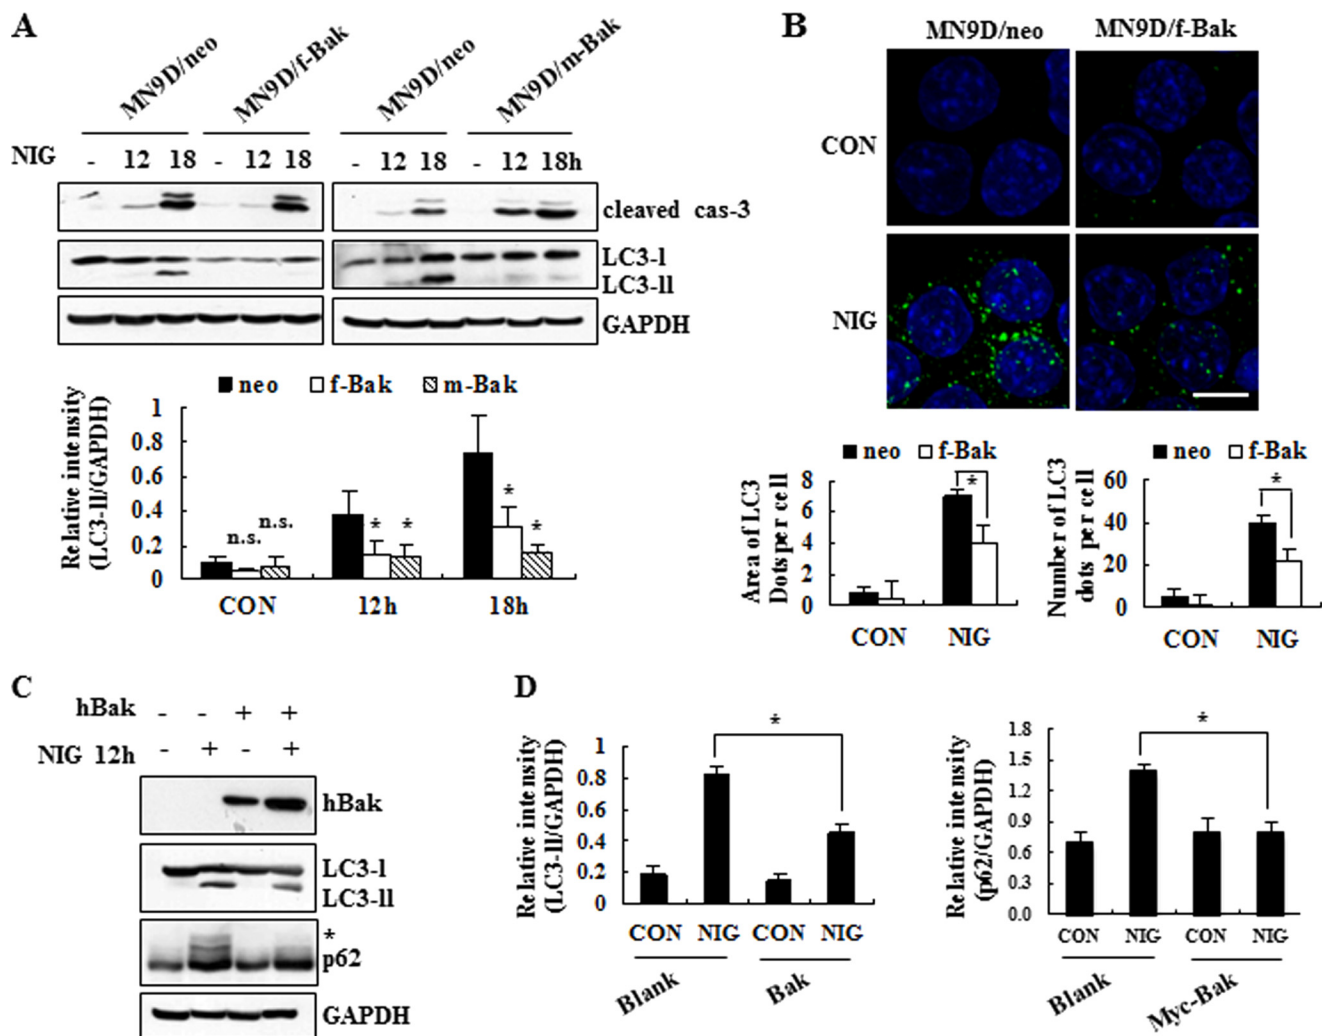 A
MN9D/neo MN9D/f-Bak MN9D/neo MN9D/m-Bak
NIG - 12 18 - 12 18 - 12 18 - 12 18h
cleaved cas-3
LC3-I
LC3-II
GAPDH
neo f-Bak m-Bak
Relative intensity
(LC3-II/GAPDH)
1
0.8
0.6
0.4
0.2
0
n.s. n.s.
* *
* *
CON 12h 18h
B
MN9D/neo MN9D/f-Bak
CON
NIG
neo f-Bak
Area of LC3
Dots per cell
8
6
4
2
0
*
CON NIG
neo f-Bak
Number of LC3
dots per cell
60
40
20
0
*
CON NIG
C
hBak - - + +
NIG 12h - + - +
hBak
LC3-I
LC3-II
*
p62
GAPDH
D
Relative intensity
(LC3-II/GAPDH)
1
0.8
0.6
0.4
0.2
0
*
CON NIG CON NIG
Blank Bak
Relative intensity
(p62/GAPDH)
1.8
1.5
1.2
0.9
0.6
0.3
0.0
*
CON NIG CON NIG
Blank Myc-Bak